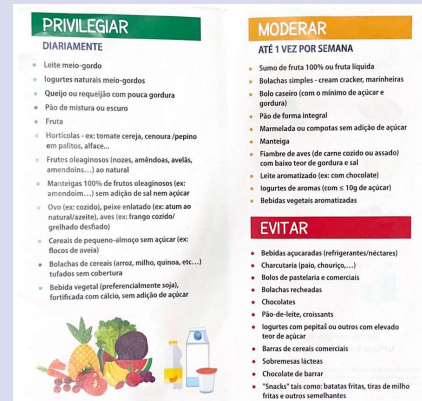 PRIVILEGIAR
DIARIAMENTE
Leite meio-gordo
Iogurtes naturais meio-gordos
Queijo ou requeijão com pouca gordura
Pão de mistura ou escuro
Fruta
Hortícolas - ex: tomate cereja, cenoura /pepino
em palitos, alface...
Frutos oleaginosos (nozes, amêndoas, avelãs,
amendoins...) ao natural
Manteigas 100% de frutos oleaginosos (ex:
amendoim...) sem adição de sal nem açúcar
Ovo (ex: cozido), peixe enlatado (ex: atum ao
natural/azeite), aves (ex: frango cozido/
grelhado desfiado)
Cereais de pequeno-almoço sem açúcar (ex:
flocos de aveia)
Bolachas de cereais (arroz, milho, quinoa, etc...)
tufados sem cobertura
Bebida vegetal (preferencialmente soja),
fortificada com cálcio, sem adição de açúcar
MODERAR
ATÉ 1 VEZ POR SEMANA
Sumo de fruta 100% ou fruta líquida
Bolachas simples - cream cracker, marinheiras
Bolo caseiro (com o mínimo de açúcar e
gordura)
Pão de forma integral
Marmelada ou compotas sem adição de açúcar
Manteiga
Fiambre de aves (de carne cozido ou assado)
com baixo teor de gordura e sal
Leite aromatizado (ex: com chocolate)
Iogurtes de aromas (com ≤ 10g de açúcar)
Bebidas vegetais aromatizadas
EVITAR
Bebidas açucaradas (refrigerantes/néctares)
Charcutaria (paio, chouriço,...)
Bolos de pastelaria e comerciais
Bolachas recheadas
Chocolates
Pão-de-leite, croissants
Iogurtes com pepitas ou outros com elevado
teor de açúcar
Barras de cereais comerciais
Sobremesas lácteas
Chocolate de barrar
"Snacks" tais como: batatas fritas, tiras de milho
fritas e outros semelhantes